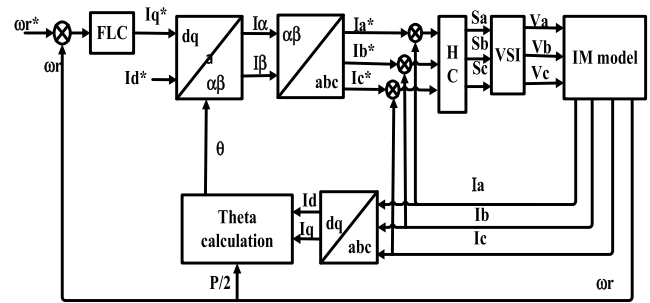 ωr*
FLC
Iq*
ωr
Id*
dq
a
αβ
Iα
Iβ
αβ
abc
Ia*
Ib*
Ic*
H
C
Sa
Sb
Sc
VSI
Va
Vb
Vc
IM model
θ
Theta
calculation
Id
Iq
dq
abc
Ia
Ib
Ic
P/2
ωr